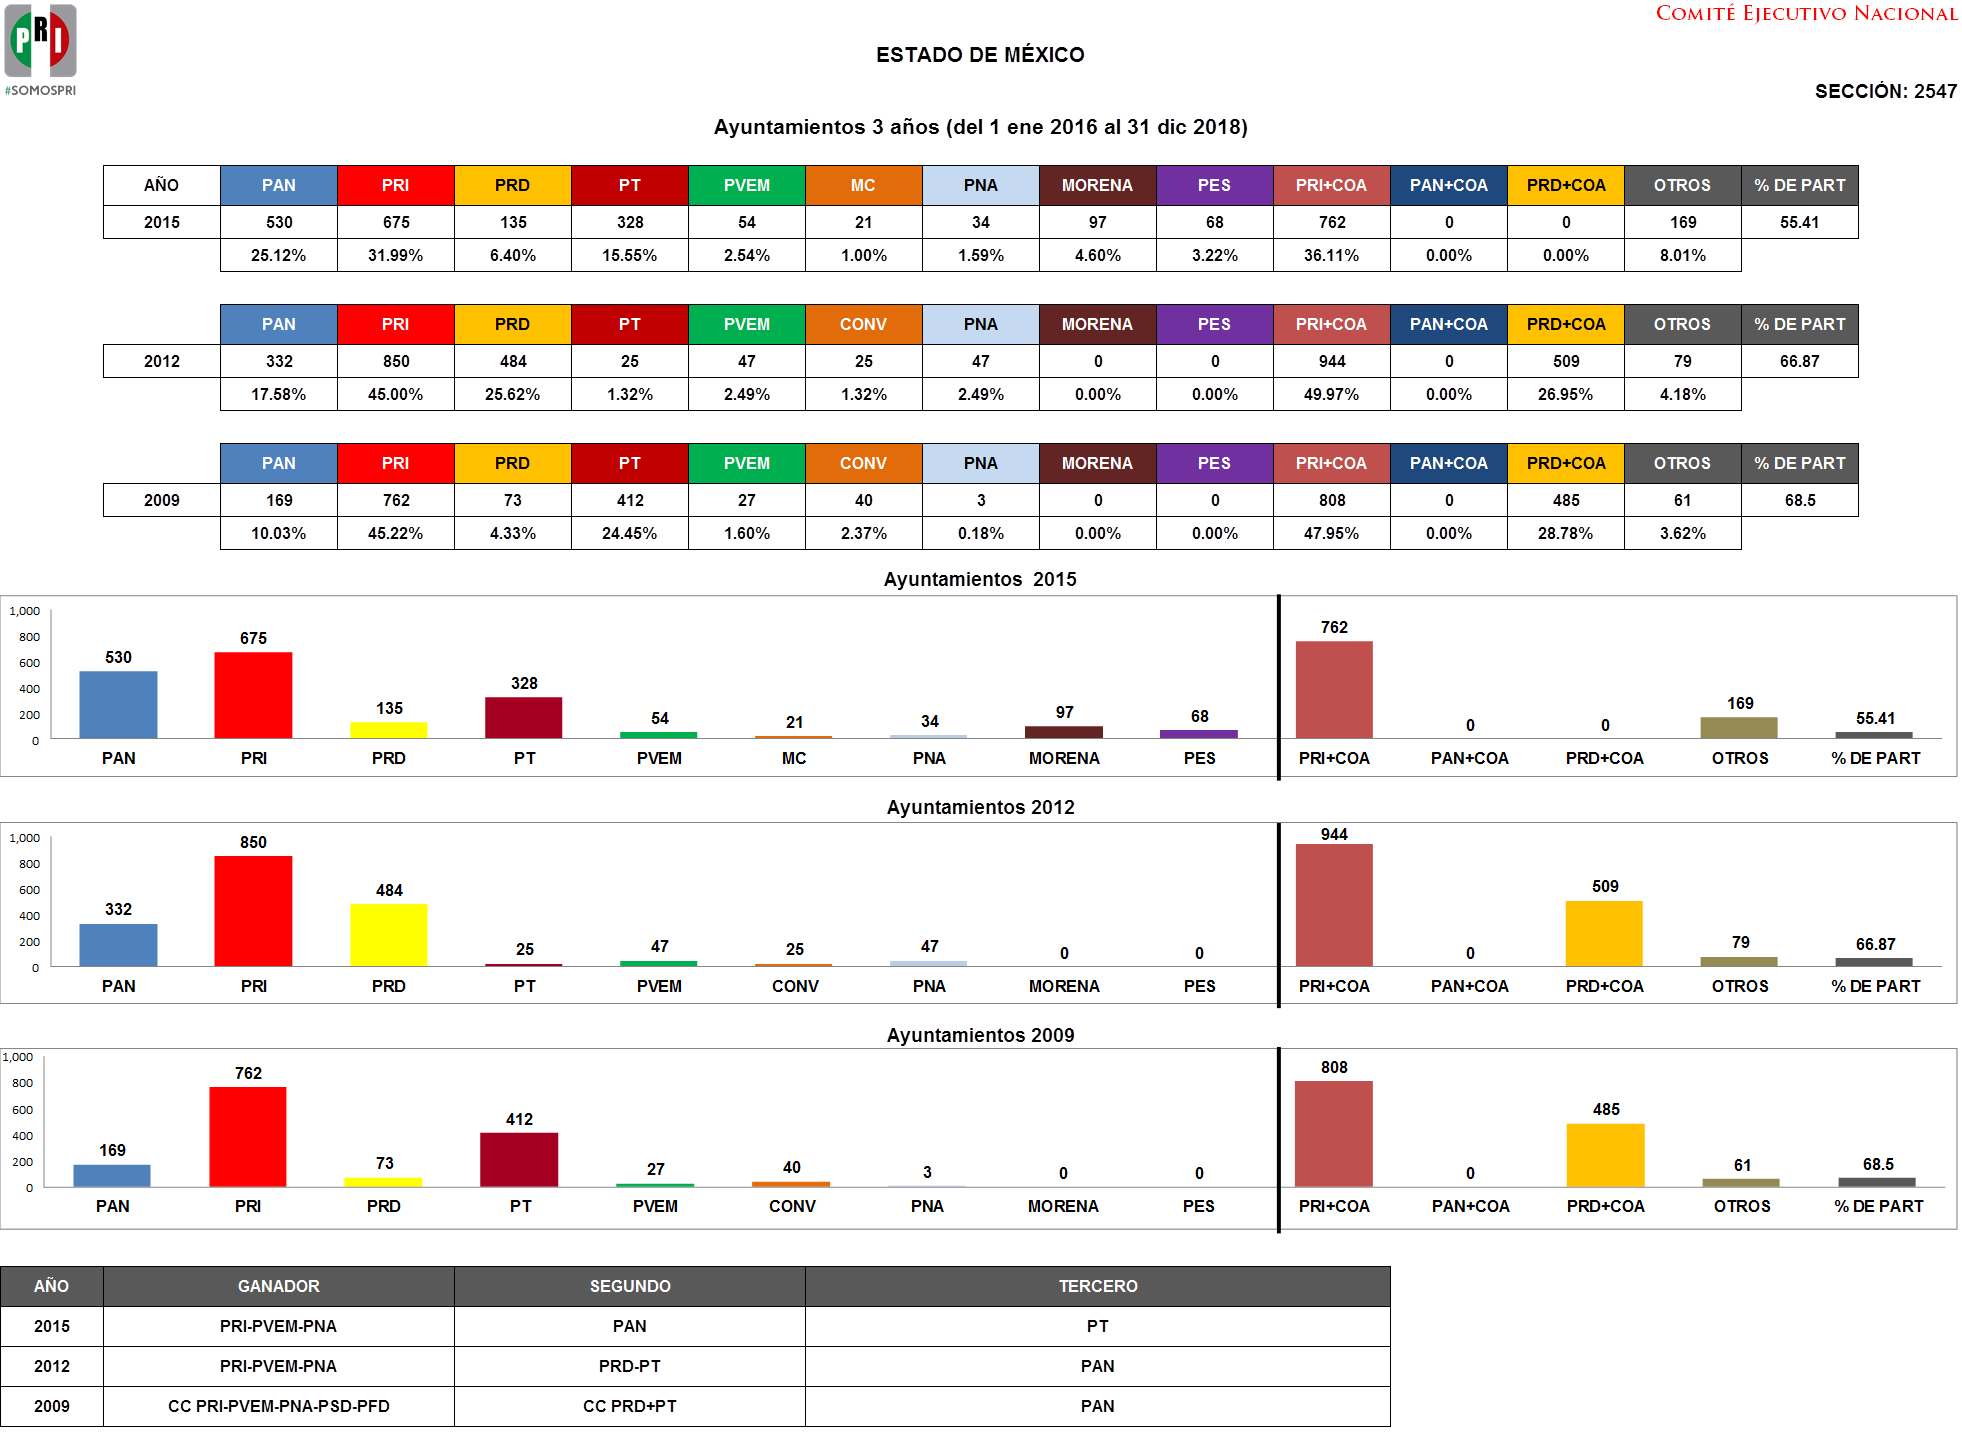 PRI
#SOMOSPRI
COMITÉ EJECUTIVO NACIONAL
ESTADO DE MÉXICO
SECCIÓN: 2547
Ayuntamientos 3 años (del 1 ene 2016 al 31 dic 2018)
AÑO PAN PRI PRD PT PVEM MC PNA MORENA PES PRI+COA PAN+COA PRD+COA OTROS % DE PART
2015 530 675 135 328 54 21 34 97 68 762 0 0 169 55.41
25.12% 31.99% 6.40% 15.55% 2.54% 1.00% 1.59% 4.60% 3.22% 36.11% 0.00% 0.00% 8.01%
PAN PRI PRD PT PVEM CONV PNA MORENA PES PRI+COA PAN+COA PRD+COA OTROS % DE PART
2012 332 850 484 25 47 25 47 0 0 944 0 509 79 66.87
17.58% 45.00% 25.62% 1.32% 2.49% 1.32% 2.49% 0.00% 0.00% 49.97% 0.00% 26.95% 4.18%
PAN PRI PRD PT PVEM CONV PNA MORENA PES PRI+COA PAN+COA PRD+COA OTROS % DE PART
2009 169 762 73 412 27 40 3 0 0 808 0 485 61 68.5
10.03% 45.22% 4.33% 24.45% 1.60% 2.37% 0.18% 0.00% 0.00% 47.95% 0.00% 28.78% 3.62%
Ayuntamientos 2015
1,000
800
600
400
200
0
530 675 135 328 54 21 34 97 68 762 0 0 169 55.41
PAN PRI PRD PT PVEM MC PNA MORENA PES PRI+COA PAN+COA PRD+COA OTROS % DE PART
Ayuntamientos 2012
1,000
800
600
400
200
0
332 850 484 25 47 25 47 0 0 944 0 509 79 66.87
PAN PRI PRD PT PVEM CONV PNA MORENA PES PRI+COA PAN+COA PRD+COA OTROS % DE PART
Ayuntamientos 2009
1,000
800
600
400
200
0
169 762 73 412 27 40 3 0 0 808 0 485 61 68.5
PAN PRI PRD PT PVEM CONV PNA MORENA PES PRI+COA PAN+COA PRD+COA OTROS % DE PART
AÑO GANADOR SEGUNDO TERCERO
2015 PRI-PVEM-PNA PAN PT
2012 PRI-PVEM-PNA PRD-PT PAN
2009 CC PRI-PVEM-PNA-PSD-PFD CC PRD+PT PAN